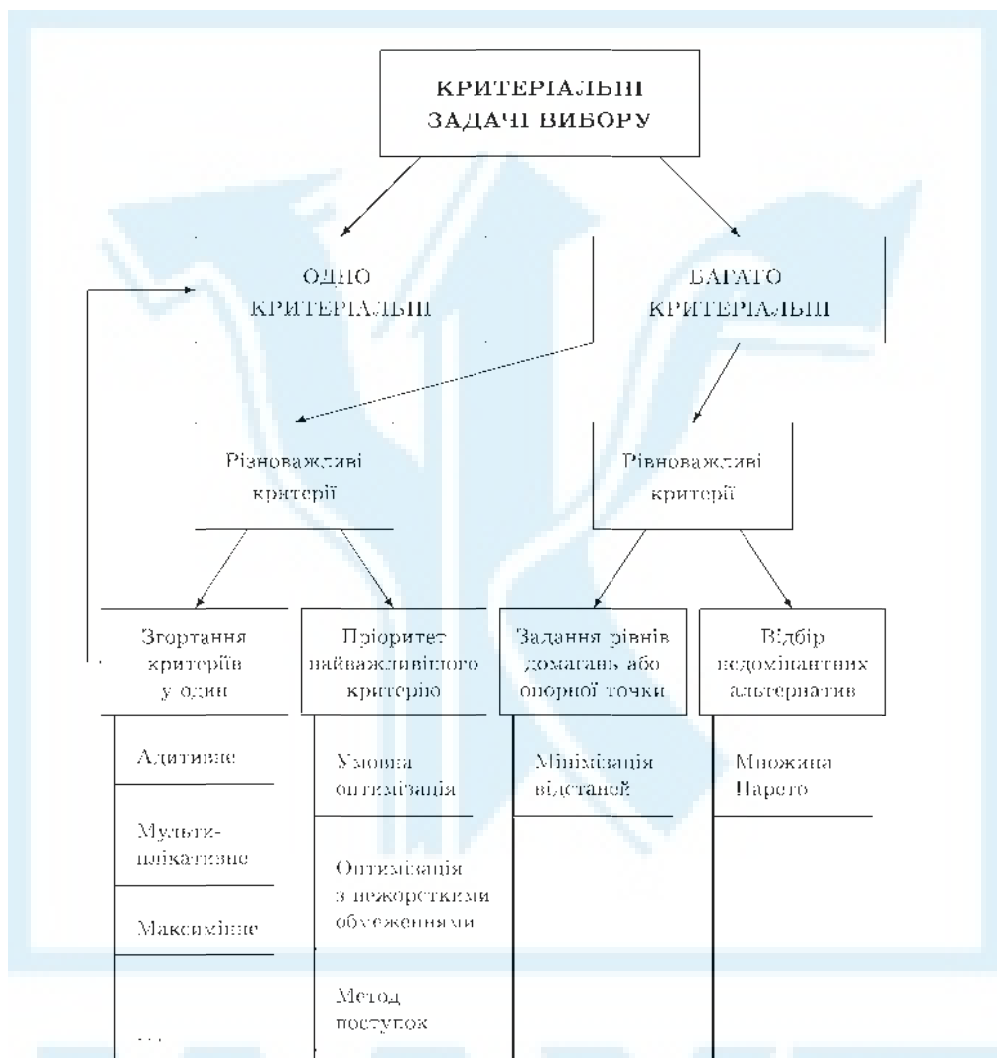 КРИТЕРІАЛЬНІ
ЗАДАЧІ ВИБОРУ
ОДНО
КРИТЕРІАЛЬНІ
БАГАТО
КРИТЕРІАЛЬНІ
Різноважливі
критерії
Рівноважливі
критерії
Згортання
критеріїв
у один
Пріоритет
найважливішого
критерію
Задання рівнів
домагань або
опорної точки
Відбір
недомінантних
альтернатив
Адитивне
Мульти-
плікативне
Максимінне
...
Умовна
оптимізація
Оптимізація
з нежорсткими
обмеженнями
Метод
поступок
Мінімізація
відстаней
Множина
Парето